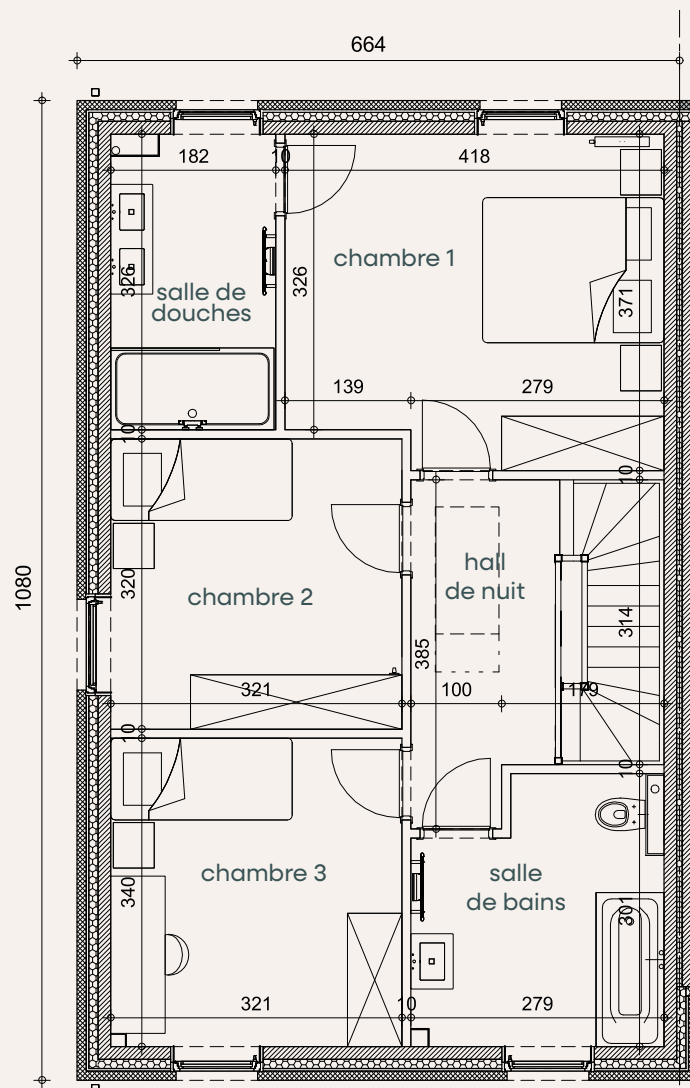 664
182 10 418
chambre 1
326
salle de
douches
326
371
139 279
10
10
1080
320
chambre 2
hall
de nuit
314
385
321 100 179
10
10
chambre 3
salle
de bains
340
301
321 10 279